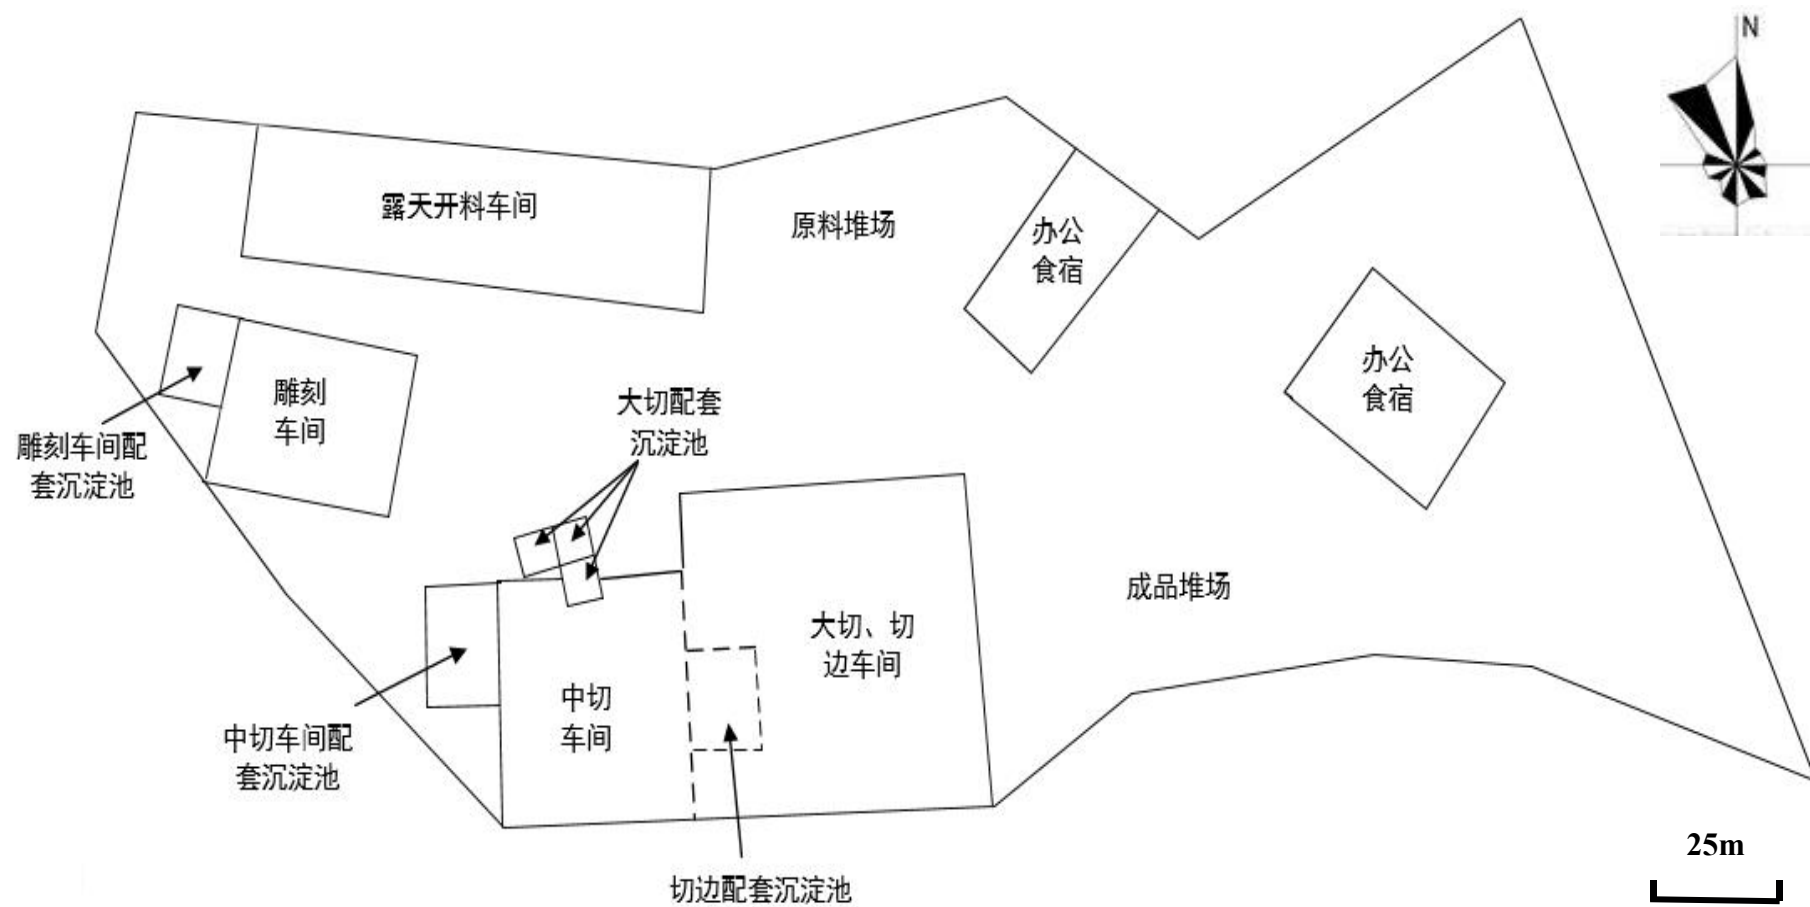 N
露天开料车间
原料堆场
办公
食宿
办公
食宿
雕刻
车间
大切配套
沉淀池
雕刻车间配
套沉淀池
成品堆场
大切、切
边车间
中切
车间
中切车间配
套沉淀池
25m
切边配套沉淀池